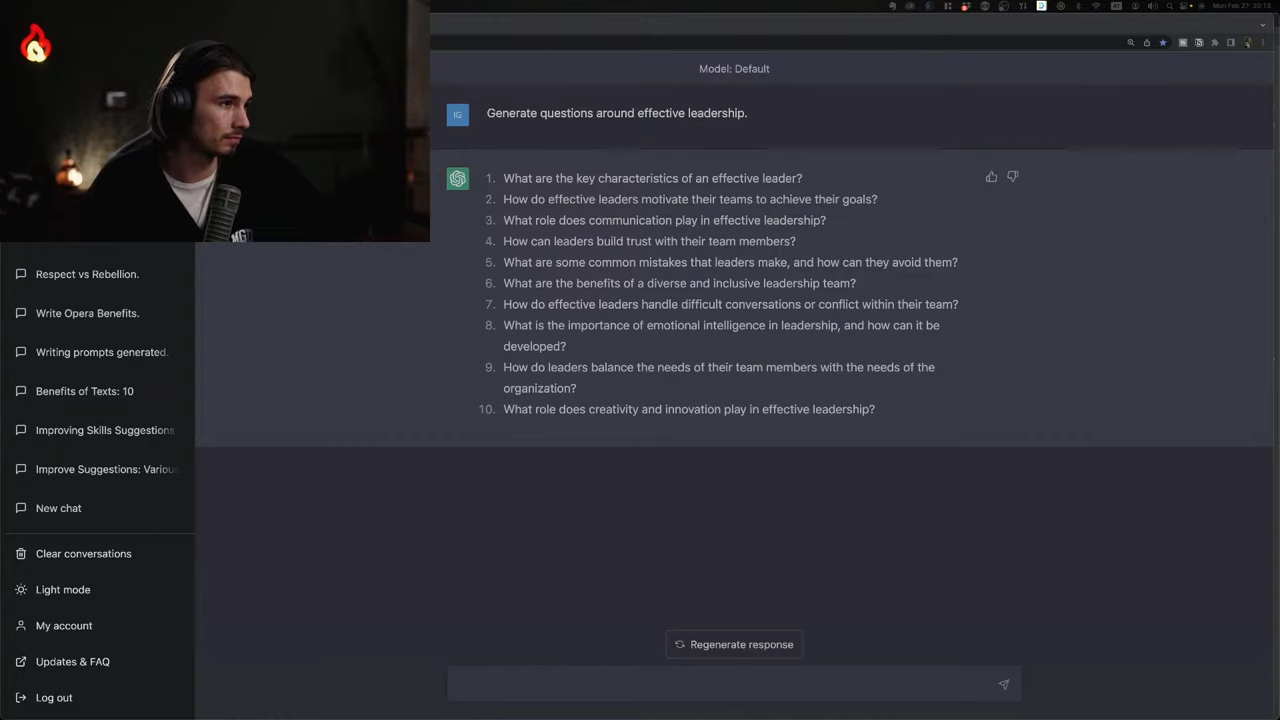 Mon Feb 27 20:13
Model: Default
IG
Generate questions around effective leadership.
1. What are the key characteristics of an effective leader?
2. How do effective leaders motivate their teams to achieve their goals?
3. What role does communication play in effective leadership?
4. How can leaders build trust with their team members?
5. What are some common mistakes that leaders make, and how can they avoid them?
6. What are the benefits of a diverse and inclusive leadership team?
7. How do effective leaders handle difficult conversations or conflict within their team?
8. What is the importance of emotional intelligence in leadership, and how can it be
developed?
9. How do leaders balance the needs of their team members with the needs of the
organization?
10. What role does creativity and innovation play in effective leadership?
Respect vs Rebellion.
Write Opera Benefits.
Writing prompts generated.
Benefits of Texts: 10
Improving Skills Suggestions
Improve Suggestions: Various
New chat
Clear conversations
Light mode
My account
Updates & FAQ
Log out
Regenerate response